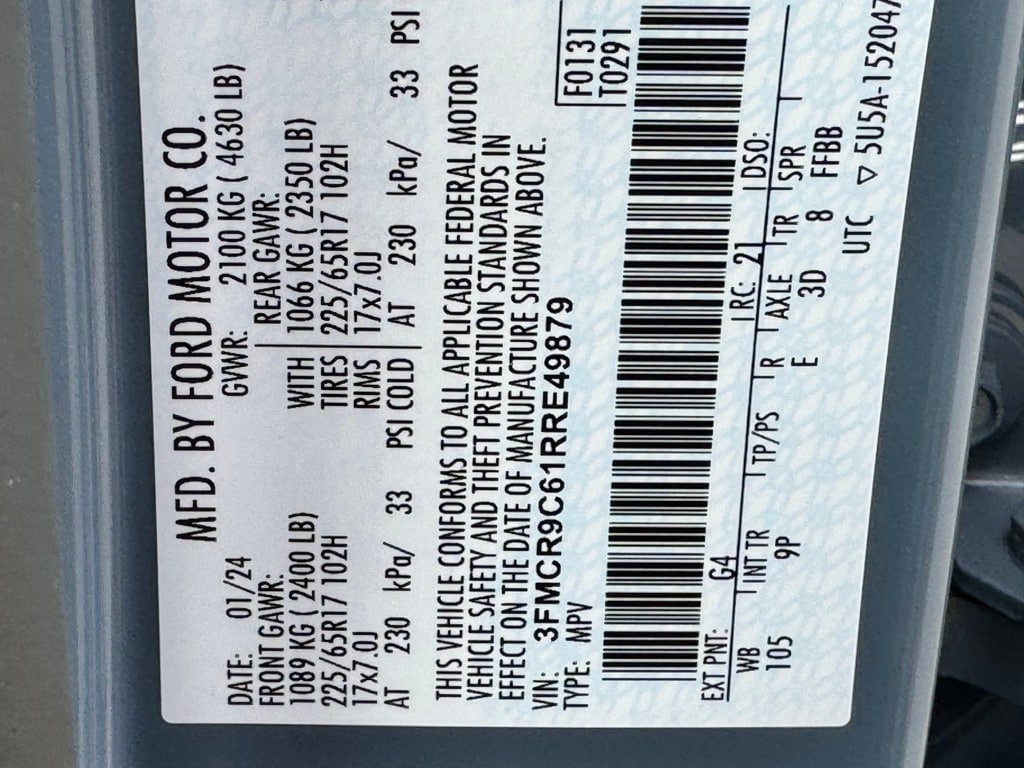 MFD. BY FORD MOTOR CO.
DATE: 01/24 GVWR: 2100 KG ( 4630 LB)
FRONT GAWR: REAR GAWR:
1089 KG ( 2400 LB) WITH 1066 KG ( 2350 LB)
225/65R17 102H TIRES 225/65R17 102H
17x7.0J RIMS 17x7.0J
AT 230 kPa/ 33 PSI COLD AT 230 kPa/ 33 PSI
THIS VEHICLE CONFORMS TO ALL APPLICABLE FEDERAL MOTOR
VEHICLE SAFETY AND THEFT PREVENTION STANDARDS IN
EFFECT ON THE DATE OF MANUFACTURE SHOWN ABOVE.
VIN: 3FMCR9C61RRE49879 F0131
TYPE: MPV T0291
EXT PNT: G4 RC: 21 DSO:
WB INT TR TP/PS R AXLE TR SPR
105 9P E 3D 8 FFBB
UTC ▽ 5U5A-152047